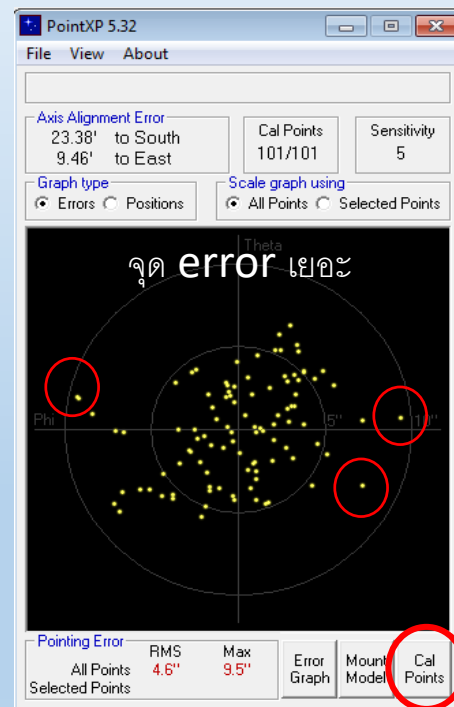 PointXP 5.32
File View About
Axis Alignment Error
23.38' to South
9.46' to East
Cal Points
101/101
Sensitivity
5
Graph type
Errors Positions
Scale graph using
All Points Selected Points
Theta
จุด error เยอะ
Phi
5"
10"
Pointing Error
RMS Max
All Points 4.6" 9.5"
Selected Points
Error
Graph
Mount
Model
Cal
Points